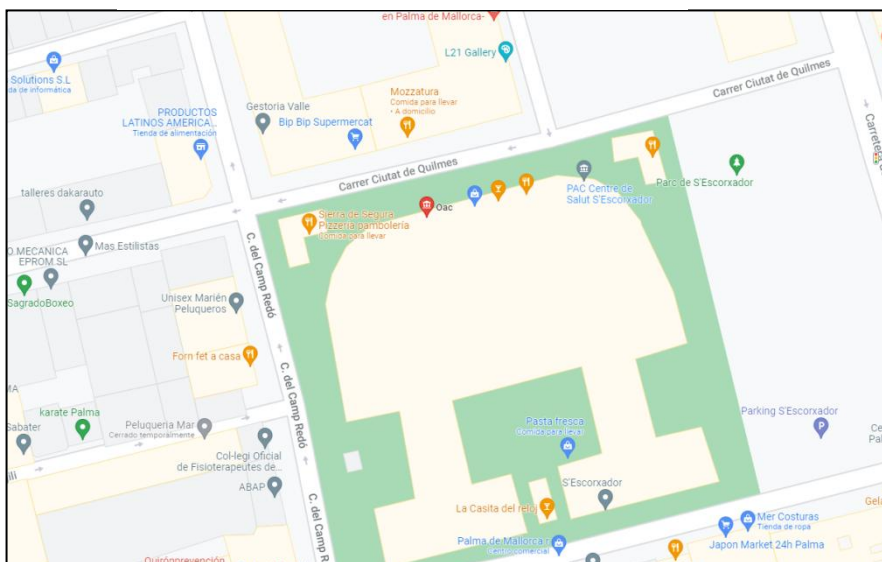 en Palma de Mallorca-
L21 Gallery
Carrer Ciutat de Quilmes
Solutions S.L
da de informática
Mozzatura
Comida para llevar
• A domicilio
Gestoria Valle
PRODUCTOS
LATINOS AMERICA...
Tienda de alimentación
Bip Bip Supermercat
Carrer Ciutat de Quilmes
PAC Centre de
Salut S'Escorxador
Parc de S'Escorxador
talleres dakarauto
Oac
Sierra de Segura
Pizzeria pambolería
Comida para llevar
C. del Camp Redó
Mas Estilistas
O.MECANICA
EPROM.SL
SagradoBoxeo
Unisex Marién
Peluqueros
Forn fet a casa
C. del Camp Redó
karate Palma
Sabater
Peluqueria Mar
Cerrado temporalmente
Pasta fresca
Comida para llevar
Parking S'Escorxador
Col·legi Oficial
de Fisioterapeutes de...
ABAP
S'Escorxador
La Casita del reloj
C. del Camp R
Mer Costuras
Tienda de ropa
Palma de Mallorca
Centro comercial
Japon Market 24h Palma
Quirónprevención